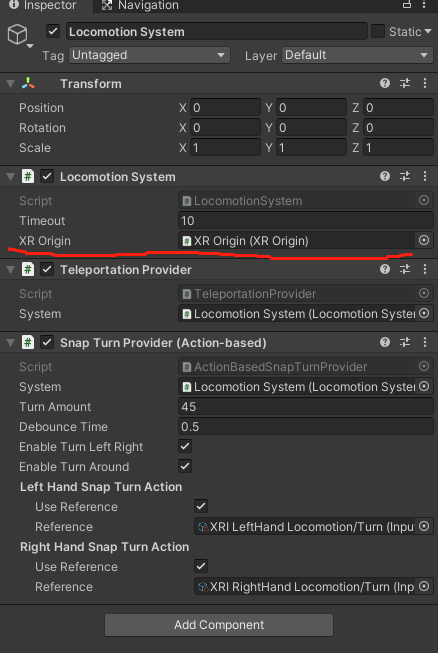 Inspector Navigation
Locomotion System Static
Tag Untagged Layer Default
Transform
Position X 0 Y 0 Z 0
Rotation X 0 Y 0 Z 0
Scale X 1 Y 1 Z 1
# Locomotion System
Script # LocomotionSystem
Timeout 10
XR Origin # XR Origin (XR Origin)
# Teleportation Provider
Script # TeleportationProvider
System # Locomotion System (Locomotion System
# Snap Turn Provider (Action-based)
Script # ActionBasedSnapTurnProvider
System # Locomotion System (Locomotion System
Turn Amount 45
Debounce Time 0.5
Enable Turn Left Right
Enable Turn Around
Left Hand Snap Turn Action
Use Reference
Reference XRI LeftHand Locomotion/Turn (Inpu
Right Hand Snap Turn Action
Use Reference
Reference XRI RightHand Locomotion/Turn (Inp
Add Component